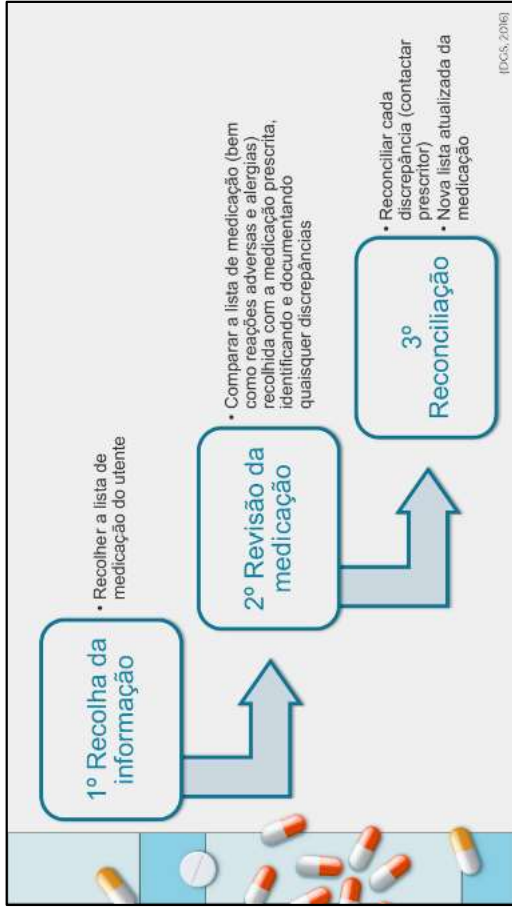 1º Recolha da
informação
• Recolher a lista de
medicação do utente
2º Revisão da
medicação
• Comparar a lista de medicação (bem
como reações adversas e alergias)
recolhida com a medicação prescrita,
identificando e documentando
quaisquer discrepâncias
3º
Reconciliação
• Reconciliar cada
discrepância (contactar
prescritor)
• Nova lista atualizada da
medicação
(DGS, 2016)